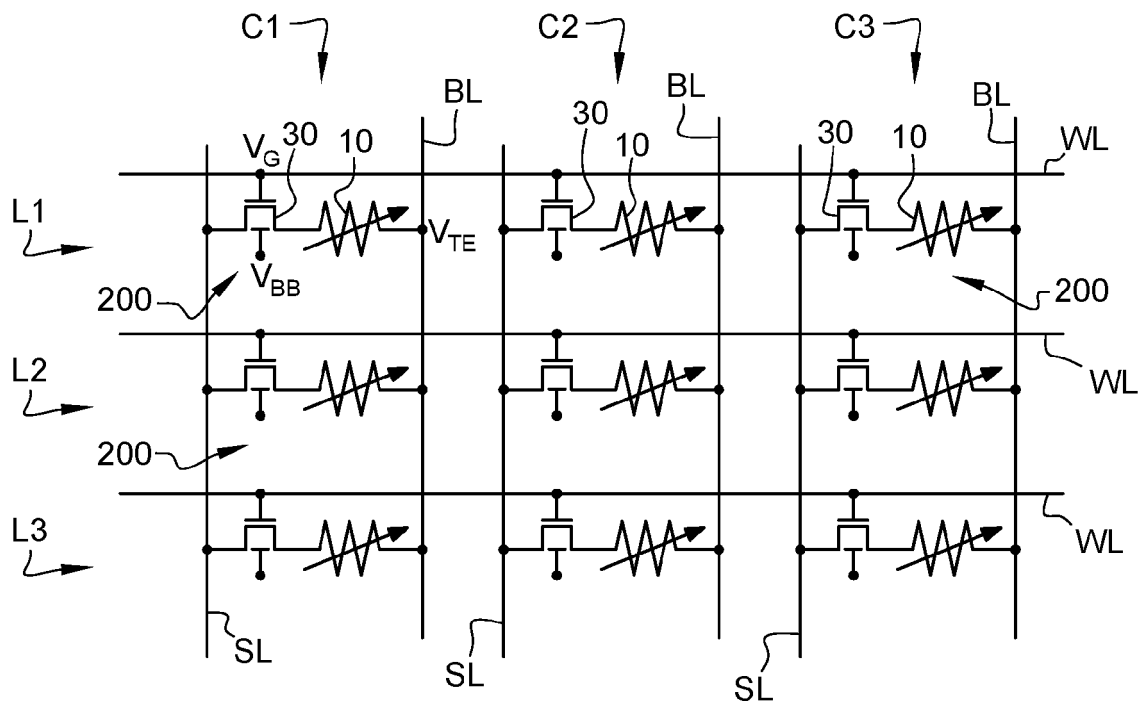 C1 C2 C3
BL BL BL
30 10 30 10 30 10
V_G WL
L1
V_TE
V_BB
200 200
L2 WL
200
L3 WL
SL SL SL